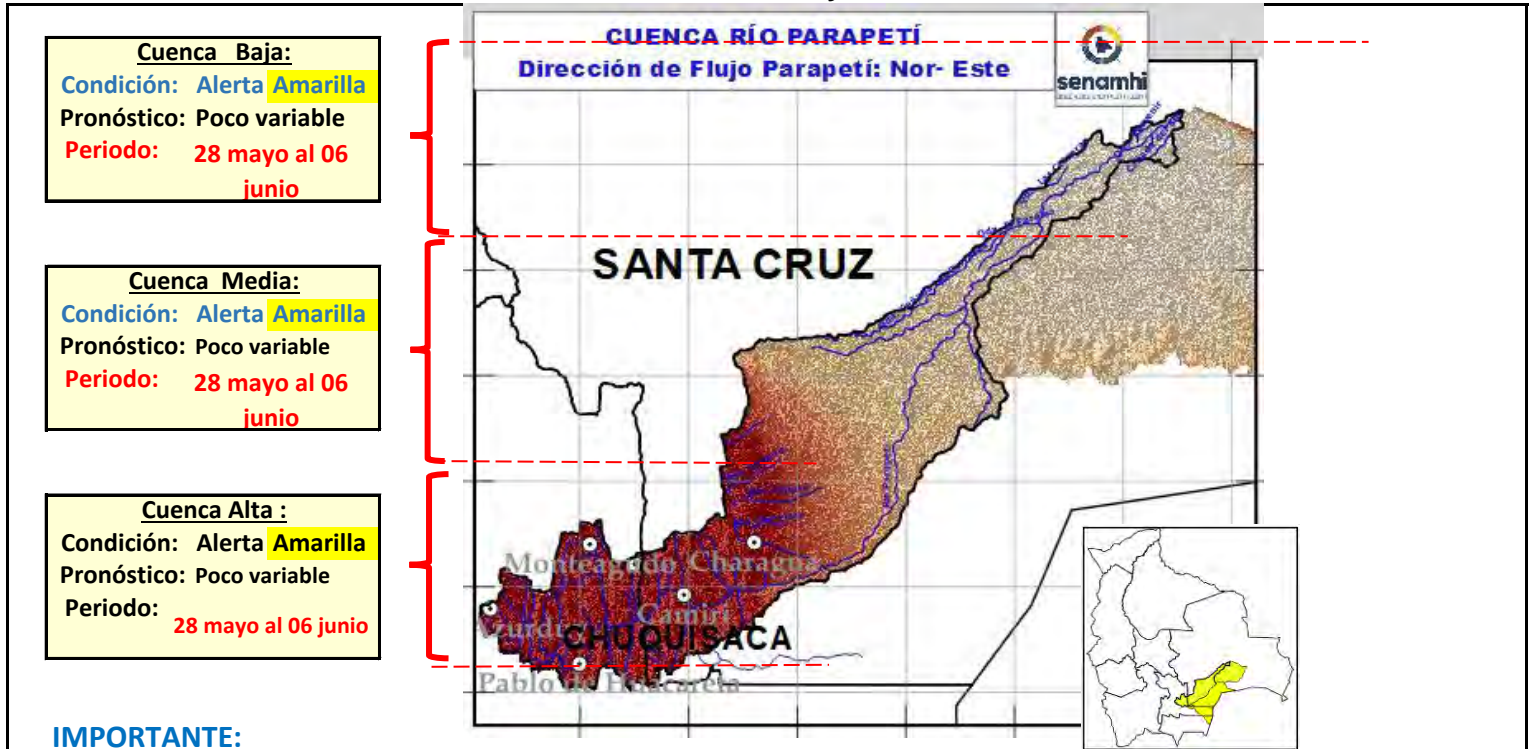 CUENCA RÍO PARAPETÍ
Dirección de Flujo Parapetí: Nor- Este
senamhi
Cuenca Baja:
Condición: Alerta Amarilla
Pronóstico: Poco variable
Periodo: 28 mayo al 06
junio
Cuenca Media:
Condición: Alerta Amarilla
Pronóstico: Poco variable
Periodo: 28 mayo al 06
junio
Cuenca Alta :
Condición: Alerta Amarilla
Pronóstico: Poco variable
Periodo:
28 mayo al 06 junio
SANTA CRUZ
Monteagudo Charagua
Camiri
CHUQUISACA
Pablo de Huacareta
IMPORTANTE: